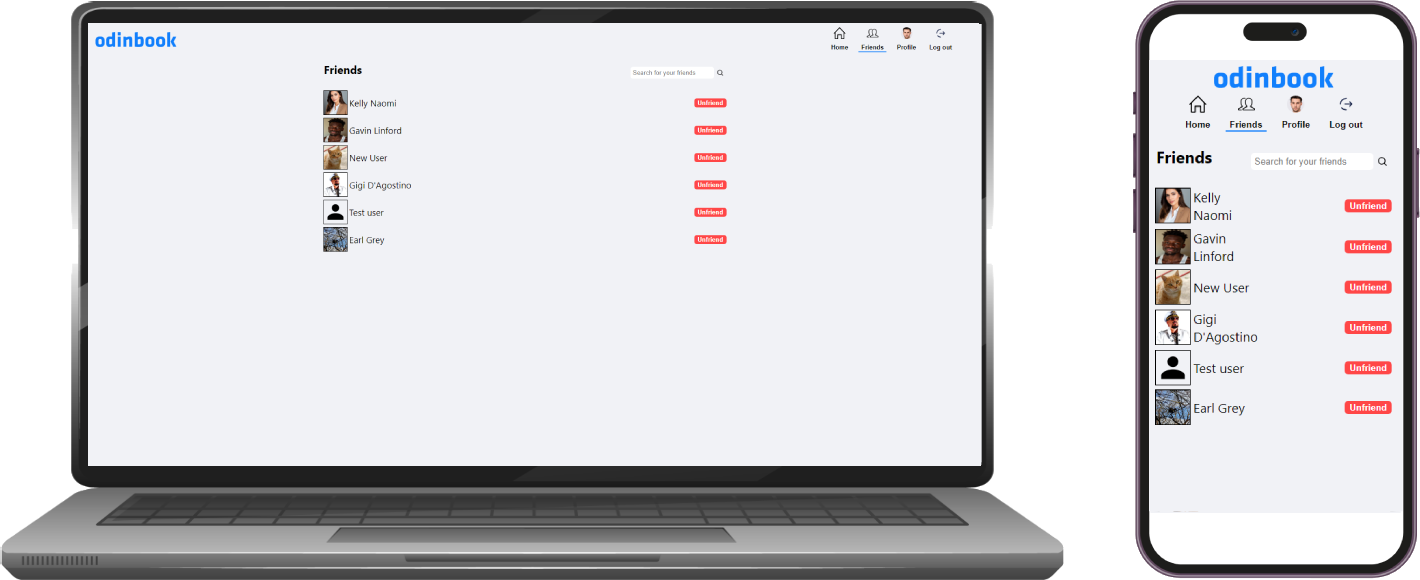 odinbook
Home Friends Profile Log out
Friends
Search for your friends
Kelly Naomi Unfriend
Gavin Linford Unfriend
New User Unfriend
Gigi D'Agostino Unfriend
Test user Unfriend
Earl Grey Unfriend
odinbook
Home Friends Profile Log out
Friends
Search for your friends
Kelly
Naomi
Unfriend
Gavin
Linford
Unfriend
New User Unfriend
Gigi
D'Agostino
Unfriend
Test user Unfriend
Earl Grey Unfriend